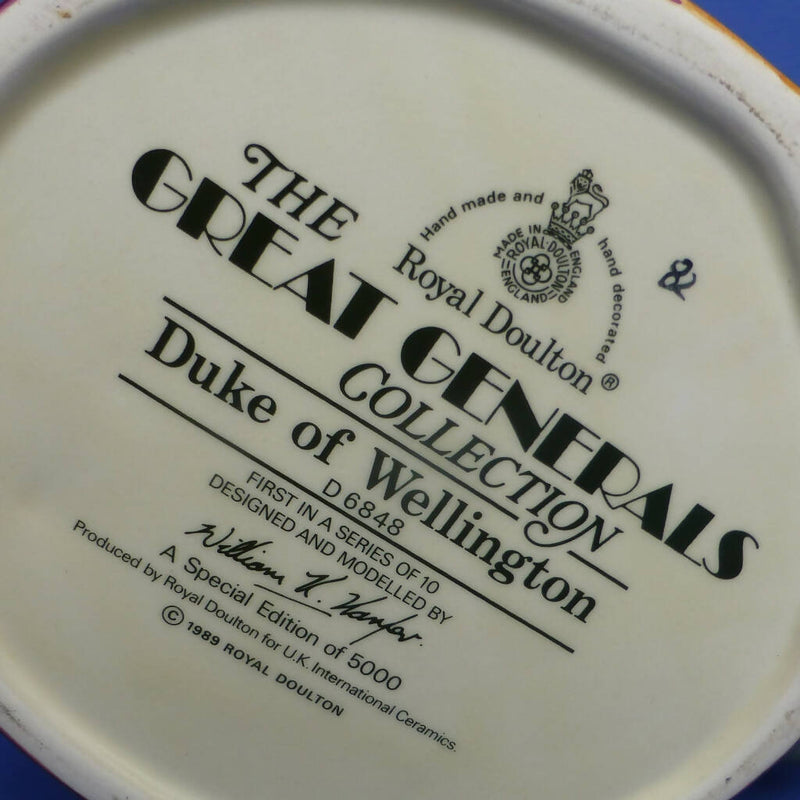 Hand made and
hand decorated
MADE IN ENGLAND
ROYAL·DOULTON
ENGLAND
Royal Doulton ®
THE
GREAT GENERALS
COLLECTION
Duke of Wellington
D 6848
FIRST IN A SERIES OF 10
DESIGNED AND MODELLED BY
William K. Harper.
A Special Edition of 5000
Produced by Royal Doulton for U.K. International Ceramics.
© 1989 ROYAL DOULTON